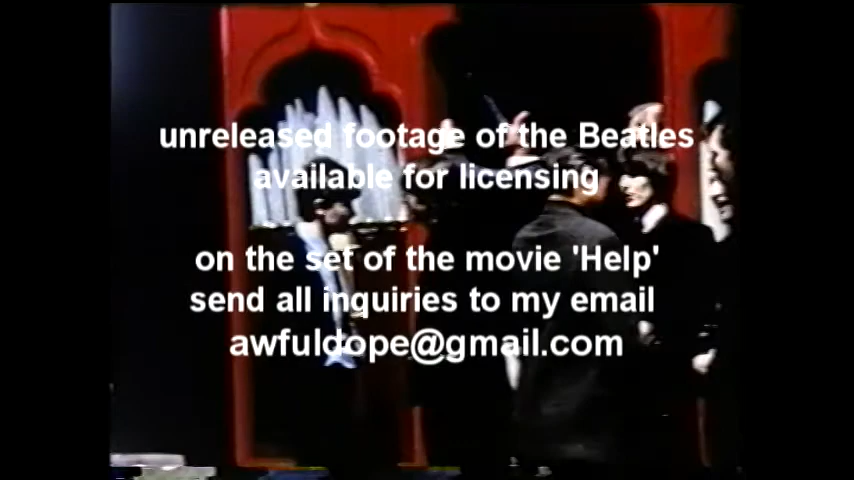 unreleased footage of the Beatles
available for licensing
on the set of the movie 'Help'
send all inquiries to my email
awfuldope@gmail.com